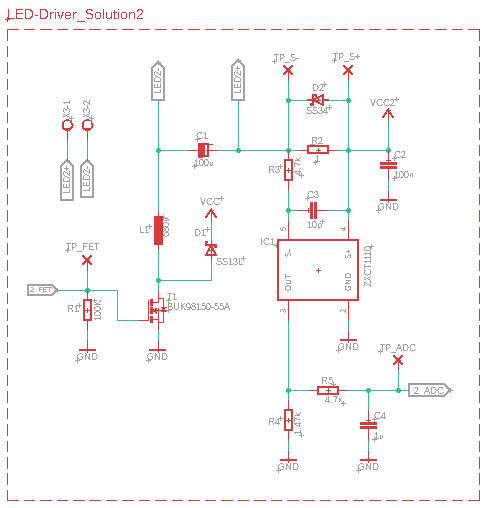 LED-Driver_Solution2
TP_S-
TP_S+
LED2-
LED2+
D2
SS34
VCC2
X3-1
X3-2
C1
100u
R2
1
C2
100n
R3
4.7k
LED2+
LED2-
GND
C3
10u
VCC
L1
680u
D1
SS13L
IC1
5
4
S-
S+
ZXCT1110
OUT
GND
3
2
TP_FET
2_FET
T1
BUK98150-55A
R1
100K
GND
GND
GND
TP_ADC
R5
4.7k
2_ADC
R4
1.47k
C4
1u
GND
GND